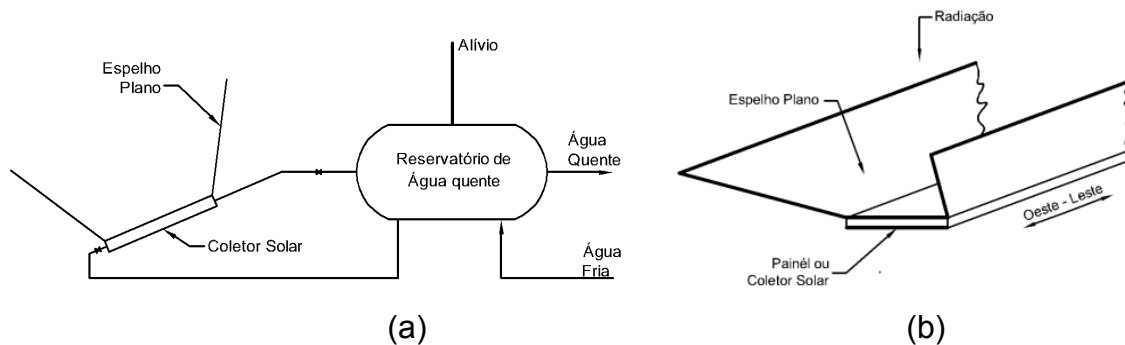 Espelho
Plano
Alívio
Reservatório de
Água quente
Água
Quente
Coletor Solar
Água
Fria
(a)
Radiação
Espelho Plano
Oeste - Leste
Painél ou
Coletor Solar
(b)